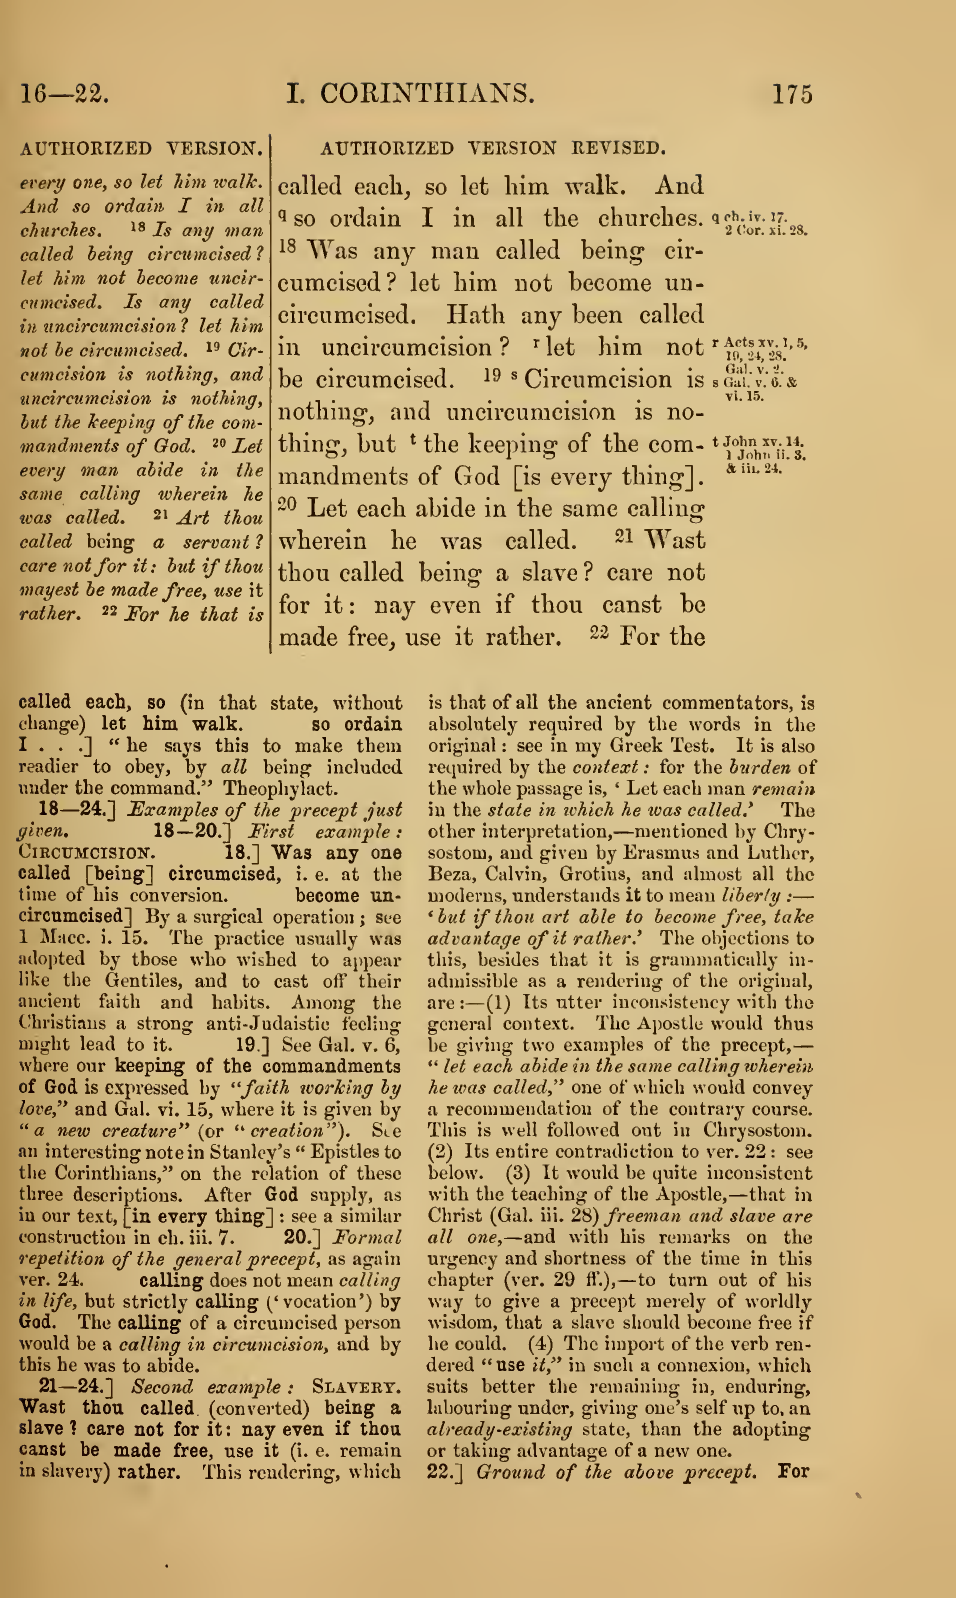 16—22.
I. CORINTHIANS.
175
AUTHORIZED VERSION.
every one, so let him walk.
And so ordain I in all
churches. 18 Is any man
called being circumcised?
let him not become uncir-
cumcised. Is any called
in uncircumcision? let him
not be circumcised. 19 Cir-
cumcision is nothing, and
uncircumcision is nothing,
but the keeping of the com-
mandments of God. 20 Let
every man abide in the
same calling wherein he
was called. 21 Art thou
called being a servant?
care not for it: but if thou
mayest be made free, use it
rather. 22 For he that is
AUTHORIZED VERSION REVISED.
called each, so let him walk. And
q so ordain I in all the churches.
18 Was any man called being cir-
cumcised? let him not become un-
circumcised. Hath any been called
in uncircumcision? r let him not
be circumcised. 19 s Circumcision is
nothing, and uncircumcision is no-
thing, but t the keeping of the com-
mandments of God [is every thing].
20 Let each abide in the same calling
wherein he was called. 21 Wast
thou called being a slave? care not
for it: nay even if thou canst be
made free, use it rather. 22 For the
q ch. iv. 17.
2 Cor. xi. 28.
r Acts xv. 1, 5,
19, 24, 28.
Gal. v. 2.
s Gal. v. 6. &
vi. 15.
t John xv. 14.
1 John ii. 3.
& iii. 24.
called each, so (in that state, without
change) let him walk. so ordain
I . . .] “he says this to make them
readier to obey, by all being included
under the command.” Theophylact.
18—24.] Examples of the precept just
given. 18—20.] First example:
CIRCUMCISION. 18.] Was any one
called [being] circumcised, i. e. at the
time of his conversion. become un-
circumcised] By a surgical operation; see
1 Macc. i. 15. The practice usually was
adopted by those who wished to appear
like the Gentiles, and to cast off their
ancient faith and habits. Among the
Christians a strong anti-Judaistic feeling
might lead to it. 19.] See Gal. v. 6,
where our keeping of the commandments
of God is expressed by “faith working by
love,” and Gal. vi. 15, where it is given by
“a new creature” (or “creation”). See
an interesting note in Stanley's “Epistles to
the Corinthians,” on the relation of these
three descriptions. After God supply, as
in our text, [in every thing]: see a similar
construction in ch. iii. 7. 20.] Formal
repetition of the general precept, as again
ver. 24. calling does not mean calling
in life, but strictly calling (‘vocation’) by
God. The calling of a circumcised person
would be a calling in circumcision, and by
this he was to abide.
21—24.] Second example: SLAVERY.
Wast thou called (converted) being a
slave? care not for it: nay even if thou
canst be made free, use it (i. e. remain
in slavery) rather. This rendering, which
is that of all the ancient commentators, is
absolutely required by the words in the
original: see in my Greek Test. It is also
required by the context: for the burden of
the whole passage is, ‘Let each man remain
in the state in which he was called.’ The
other interpretation,—mentioned by Chry-
sostom, and given by Erasmus and Luther,
Beza, Calvin, Grotius, and almost all the
moderns, understands it to mean liberty:—
‘but if thou art able to become free, take
advantage of it rather.’ The objections to
this, besides that it is grammatically in-
admissible as a rendering of the original,
are:—(1) Its utter inconsistency with the
general context. The Apostle would thus
be giving two examples of the precept,—
“let each abide in the same calling wherein
he was called,” one of which would convey
a recommendation of the contrary course.
This is well followed out in Chrysostom.
(2) Its entire contradiction to ver. 22: see
below. (3) It would be quite inconsistent
with the teaching of the Apostle,—that in
Christ (Gal. iii. 28) freeman and slave are
all one,—and with his remarks on the
urgency and shortness of the time in this
chapter (ver. 29 ff.),—to turn out of his
way to give a precept merely of worldly
wisdom, that a slave should become free if
he could. (4) The import of the verb ren-
dered “use it,” in such a connexion, which
suits better the remaining in, enduring,
labouring under, giving one's self up to, an
already-existing state, than the adopting
or taking advantage of a new one.
22.] Ground of the above precept. For